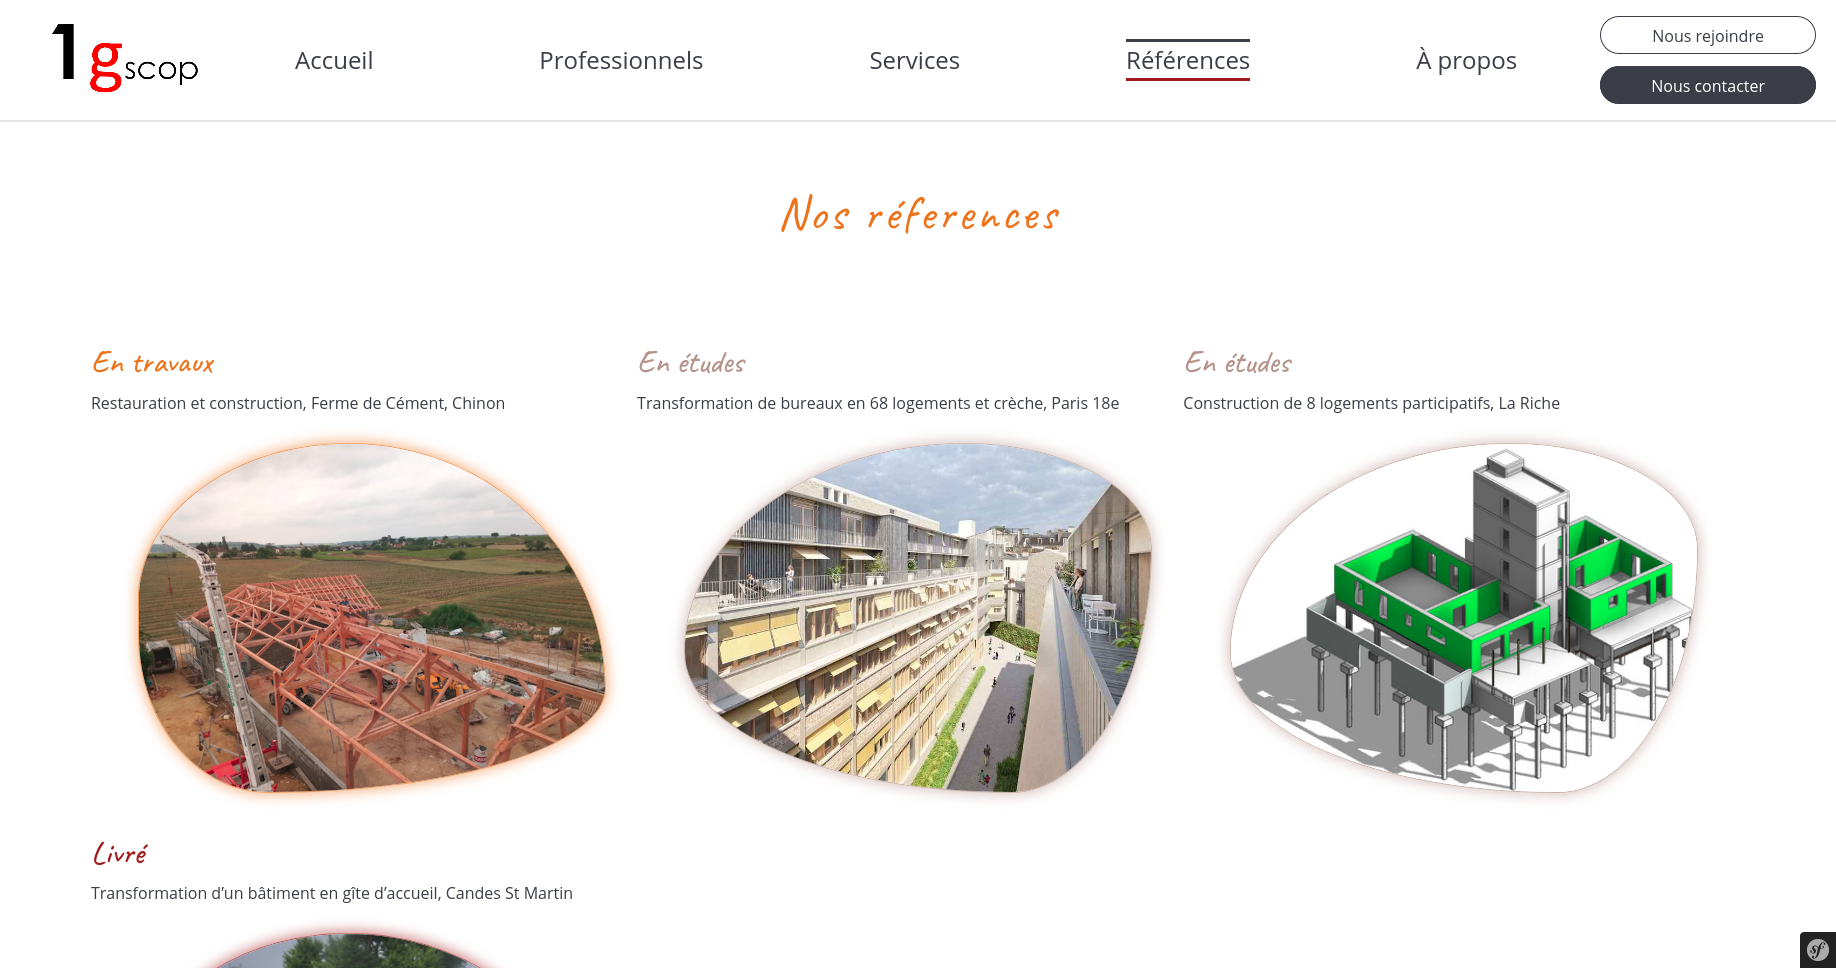 1gscop
Accueil
Professionnels
Services
Références
À propos
Nous rejoindre
Nous contacter
Nos réferences
En travaux
Restauration et construction, Ferme de Cément, Chinon
En études
Transformation de bureaux en 68 logements et crèche, Paris 18e
En études
Construction de 8 logements participatifs, La Riche
Livré
Transformation d’un bâtiment en gîte d’accueil, Candes St Martin
sf